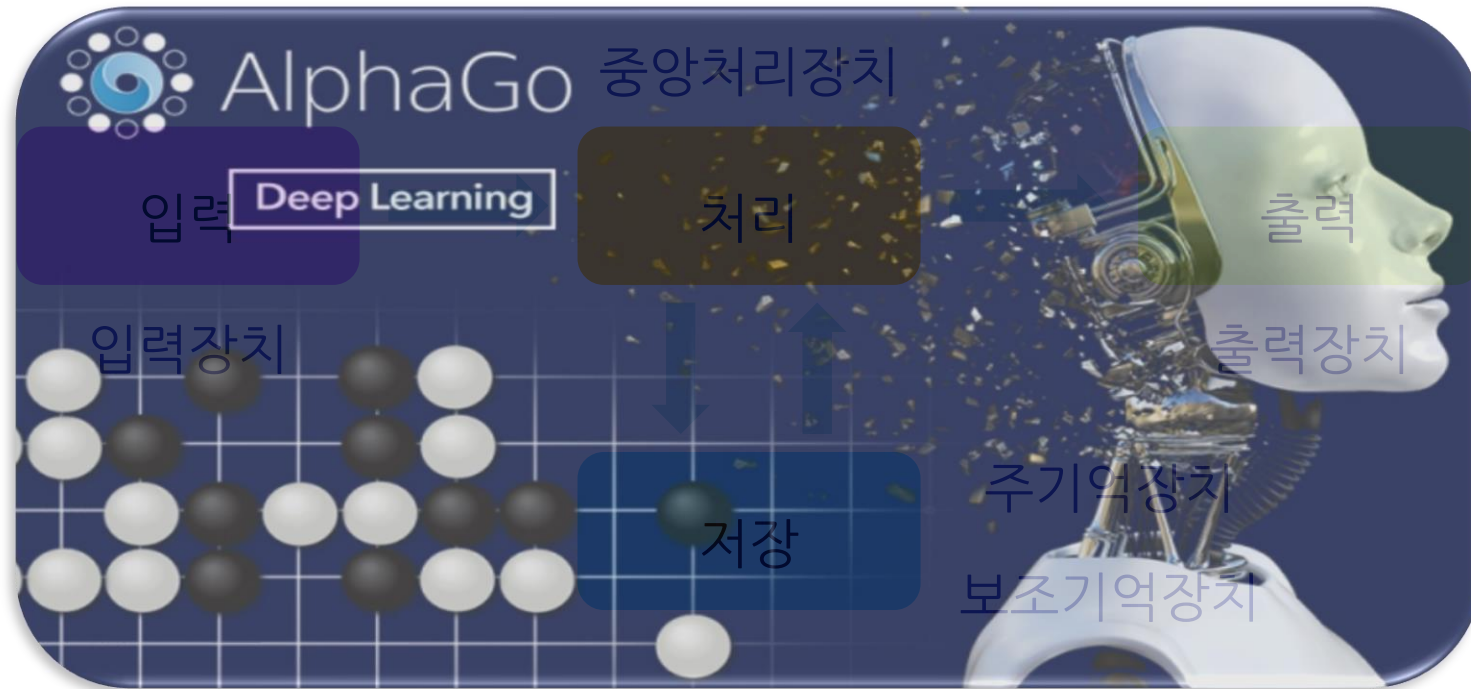 AlphaGo
중앙처리장치
입력
Deep Learning
처리
출력
입력장치
출력장치
주기억장치
저장
보조기억장치